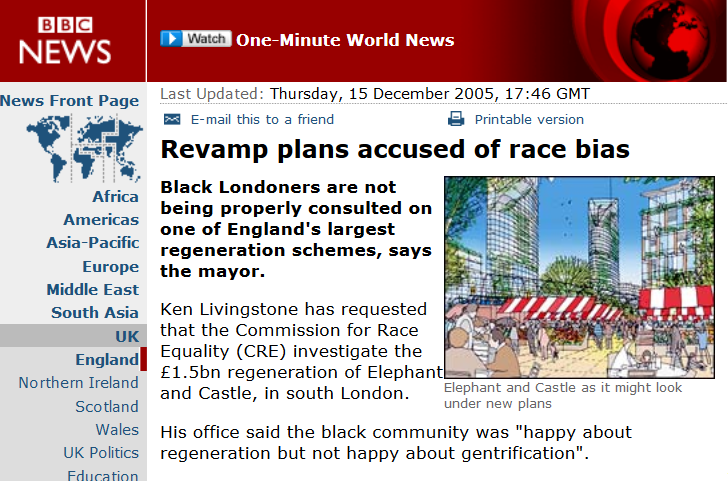 BBC
NEWS
Watch One-Minute World News
News Front Page
Africa
Americas
Asia-Pacific
Europe
Middle East
South Asia
UK
England
Northern Ireland
Scotland
Wales
UK Politics
Education
Last Updated: Thursday, 15 December 2005, 17:46 GMT
E-mail this to a friend
Printable version
Revamp plans accused of race bias
Black Londoners are not
being properly consulted on
one of England's largest
regeneration schemes, says
the mayor.
Ken Livingstone has requested
that the Commission for Race
Equality (CRE) investigate the
£1.5bn regeneration of Elephant
and Castle, in south London.
Elephant and Castle as it might look
under new plans
His office said the black community was "happy about
regeneration but not happy about gentrification".